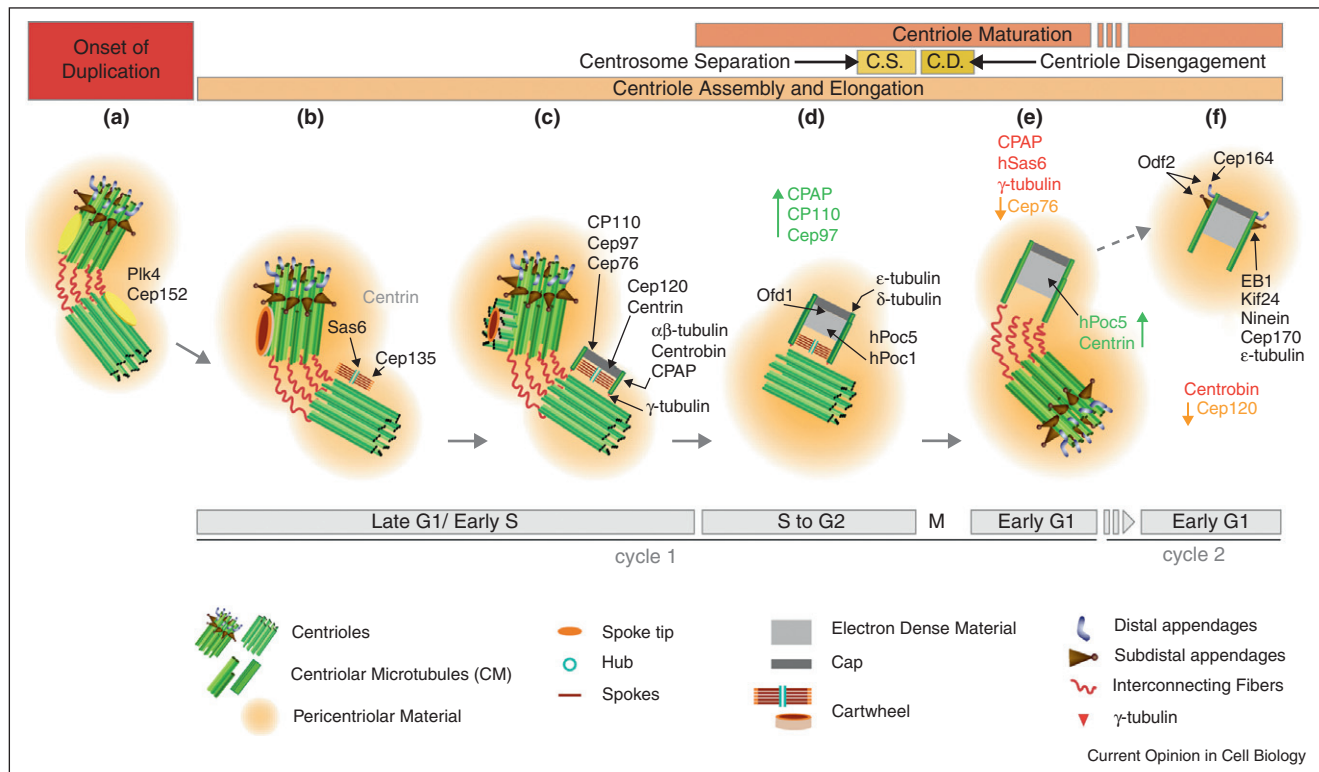 Onset of
Duplication
Centriole Maturation
Centrosome Separation
C.S.
C.D.
Centriole Disengagement
Centriole Assembly and Elongation
(a)
(b)
(c)
(d)
(e)
(f)
Plk4
Cep152
Centrin
Sas6
Cep135
CP110
Cep97
Cep76
Cep120
Centrin
αβ-tubulin
Centrobin
CPAP
γ-tubulin
CPAP
CP110
Cep97
Ofd1
ε-tubulin
δ-tubulin
hPoc5
hPoc1
CPAP
hSas6
γ-tubulin
Cep76
hPoc5
Centrin
Centrobin
Cep120
Odf2
Cep164
EB1
Kif24
Ninein
Cep170
ε-tubulin
Late G1/ Early S
S to G2
M
Early G1
Early G1
cycle 1
cycle 2
Centrioles
Centriolar Microtubules (CM)
Pericentriolar Material
Spoke tip
Hub
Spokes
Electron Dense Material
Cap
Cartwheel
Distal appendages
Subdistal appendages
Interconnecting Fibers
γ-tubulin
Current Opinion in Cell Biology